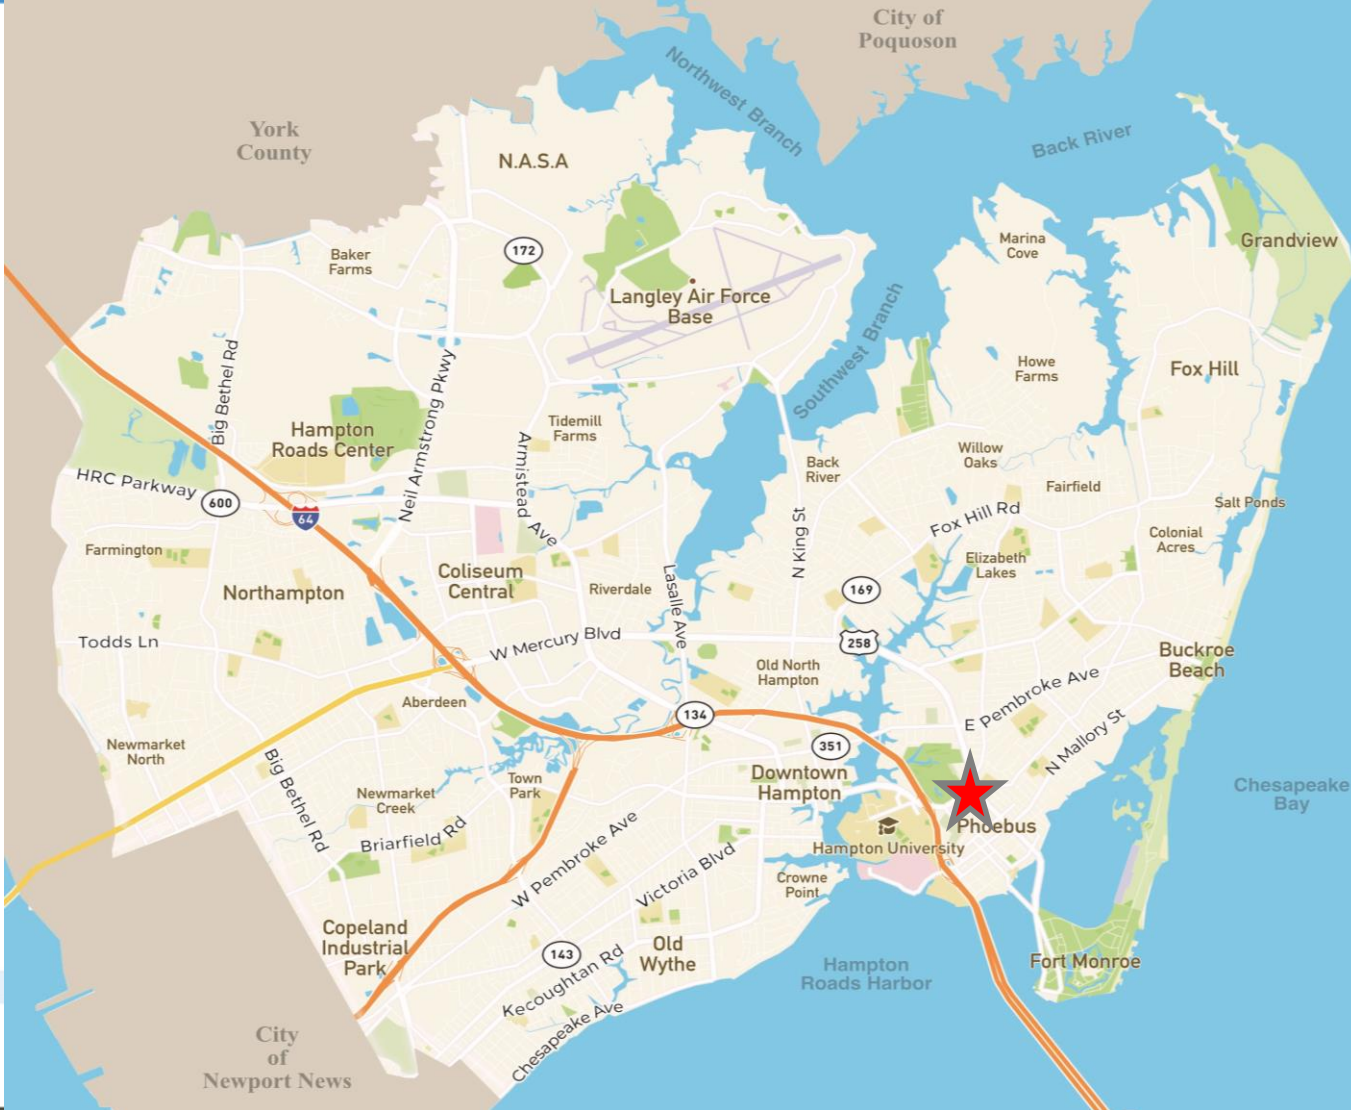 City of
Poquoson
Northwest Branch
York
County
Back River
N.A.S.A
172
Baker
Farms
Marina
Cove
Grandview
Langley Air Force
Base
Southwest Branch
Big Bethel Rd
Neil Armstrong Pkwy
Howe
Farms
Fox Hill
Hampton
Roads Center
Tidemill
Farms
Armistead Ave
Back
River
Willow
Oaks
HRC Parkway
600
64
Fairfield
Fox Hill Rd
Salt Ponds
N King St
Colonial
Acres
Farmington
Elizabeth
Lakes
Coliseum
Central
Northampton
Riverdale
Lasalle Ave
169
Todds Ln
W Mercury Blvd
258
Old North
Hampton
Buckroe
Beach
Aberdeen
E Pembroke Ave
134
N Mallory St
351
Newmarket
North
Big Bethel Rd
Town
Park
Downtown
Hampton
Chesapeake
Bay
Newmarket
Creek
Briarfield Rd
W Pembroke Ave
Phoebus
Hampton University
Victoria Blvd
Crowne
Point
Copeland
Industrial
Park
143
Old
Wythe
Kecoughtan Rd
Hampton
Roads Harbor
Fort Monroe
Chesapeake Ave
City
of
Newport News